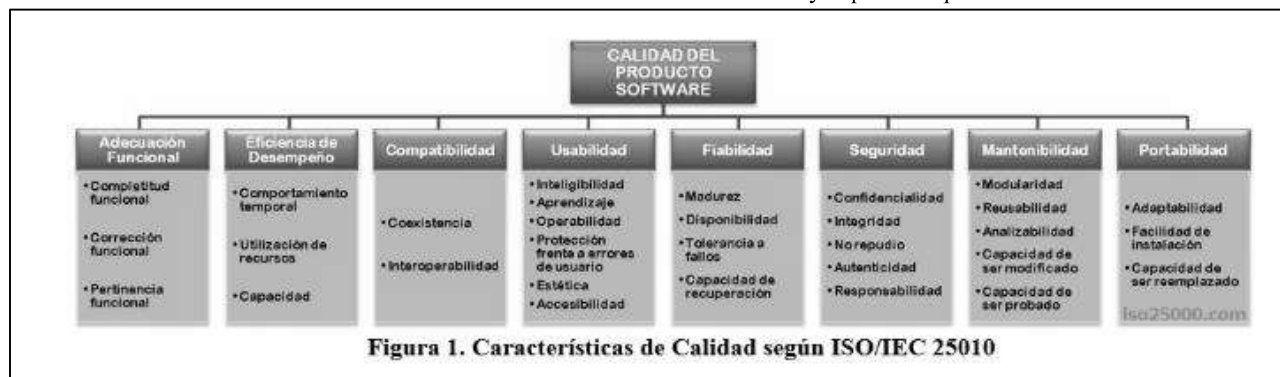 CALIDAD DEL
PRODUCTO
SOFTWARE
Adecuación
Funcional
•Completitud
funcional
•Corrección
funcional
•Pertinencia
funcional
Eficiencia de
Desempeño
•Comportamiento
temporal
•Utilización de
recursos
•Capacidad
Compatibilidad
•Coexistencia
•Interoperabilidad
Usabilidad
•Inteligibilidad
•Aprendizaje
•Operabilidad
•Protección
frente a errores
de usuario
•Estética
•Accesibilidad
Fiabilidad
•Madurez
•Disponibilidad
•Tolerancia a
fallos
•Capacidad de
recuperación
Seguridad
•Confidencialidad
•Integridad
•No repudio
•Autenticidad
•Responsabilidad
Mantenibilidad
•Modularidad
•Reusabilidad
•Analizabilidad
•Capacidad de
ser modificado
•Capacidad de
ser probado
Portabilidad
•Adaptabilidad
•Facilidad de
instalación
•Capacidad de
ser reemplazado
iso25000.com
Figura 1. Características de Calidad según ISO/IEC 25010